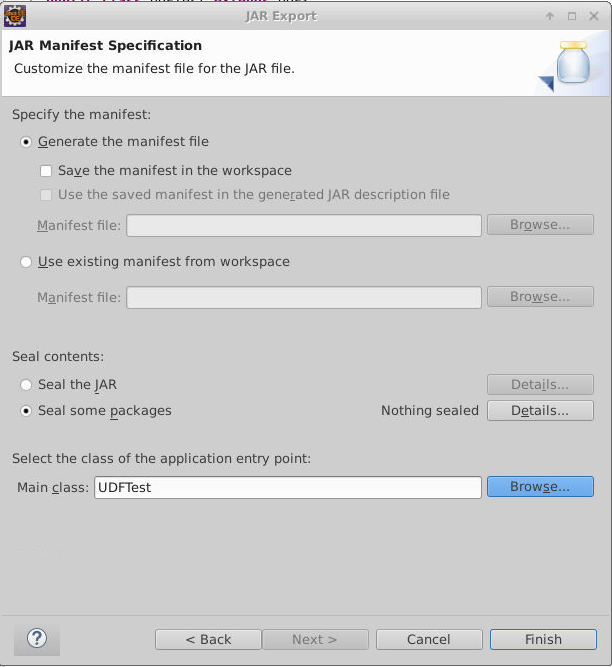 JAR Export
JAR Manifest Specification
Customize the manifest file for the JAR file.
Specify the manifest:
Generate the manifest file
Save the manifest in the workspace
Use the saved manifest in the generated JAR description file
Manifest file: Browse...
Use existing manifest from workspace
Manifest file: Browse...
Seal contents:
Seal the JAR Details...
Seal some packages Nothing sealed Details...
Select the class of the application entry point:
Main class: UDFTest Browse...
? < Back Next > Cancel Finish